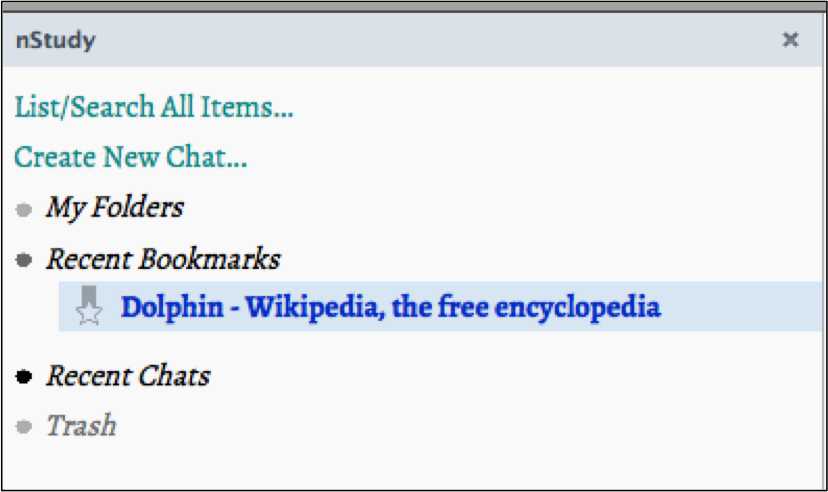 nStudy
List/Search All Items...
Create New Chat...
My Folders
Recent Bookmarks
Dolphin - Wikipedia, the free encyclopedia
Recent Chats
Trash